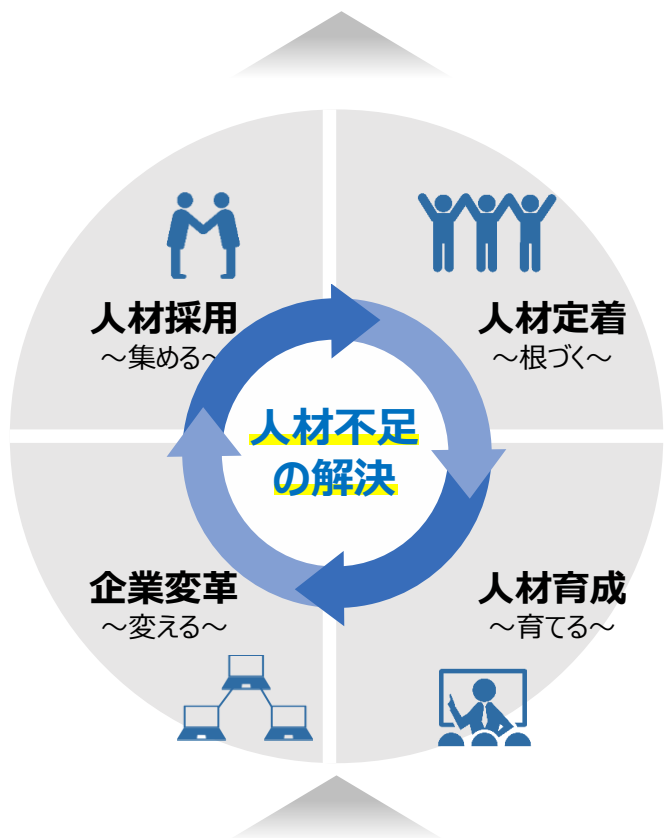 人材採用
～集める～
人材定着
～根づく～
人材不足
の解決
企業変革
～変える～
人材育成
～育てる～